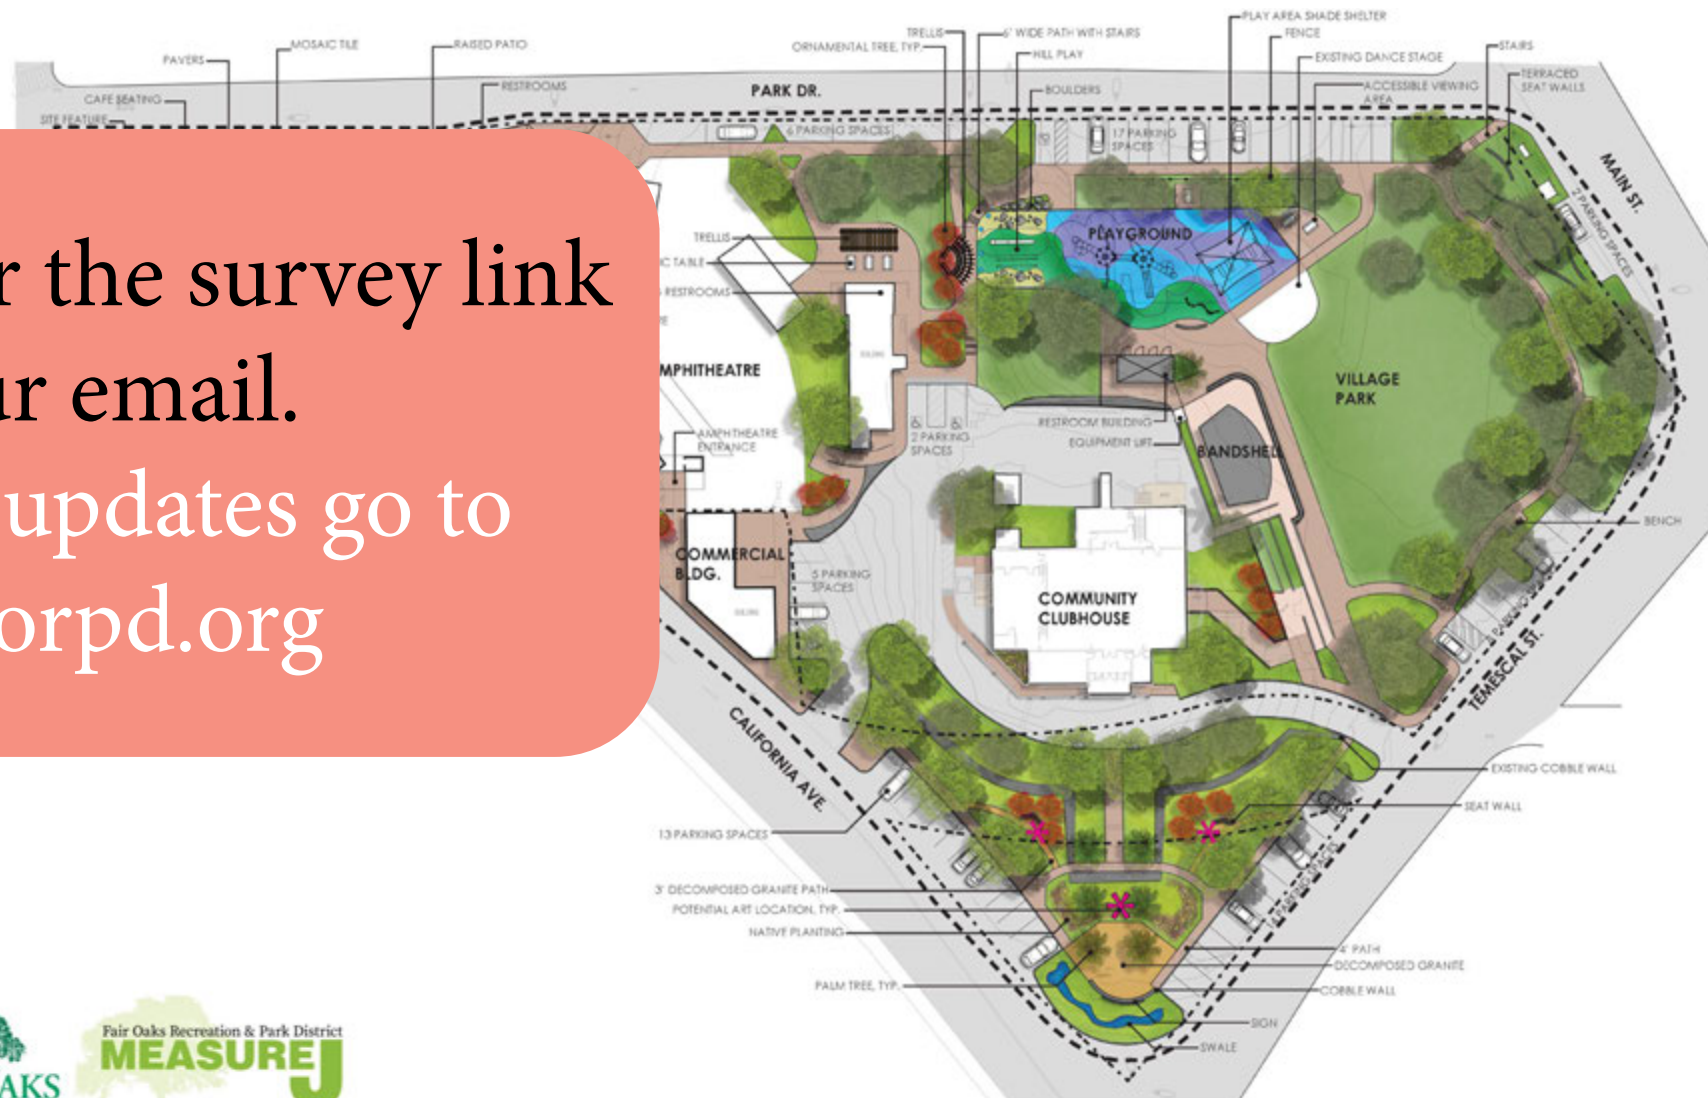 PLAY AREA SHADE SHELTER
TRELLIS
6' WIDE PATH WITH STAIRS
FENCE
MOSAIC TILE
RAISED PATIO
ORNAMENTAL TREE, TYP.
HILL PLAY
STAIRS
PAVERS
EXISTING DANCE STAGE
TERRACED
SEAT WALLS
RESTROOMS
PARK DR.
BOULDERS
ACCESSIBLE VIEWING
AREA
CAFE SEATING
SITE FEATURE
6 PARKING SPACES
17 PARKING
SPACES
MAIN ST.
2 PARKING SPACES
r the survey link
ur email.
updates go to
orpd.org
TRELLIS
IC TABLE
RESTROOMS
PLAYGROUND
MPHITHEATRE
VILLAGE
PARK
AMPHITHEATRE
ENTRANCE
2 PARKING
SPACES
RESTROOM BUILDING
EQUIPMENT LIFT
BANDSHELL
BENCH
COMMERCIAL
BLDG.
5 PARKING
SPACES
COMMUNITY
CLUBHOUSE
TEMESCAL ST.
CALIFORNIA AVE.
EXISTING COBBLE WALL
SEAT WALL
13 PARKING SPACES
PARKING SPACES
3' DECOMPOSED GRANITE PATH
POTENTIAL ART LOCATION, TYP.
NATIVE PLANTING
4' PATH
DECOMPOSED GRANITE
PALM TREE, TYP.
COBBLE WALL
SIGN
SWALE
Fair Oaks Recreation & Park District
MEASURE J
AKS